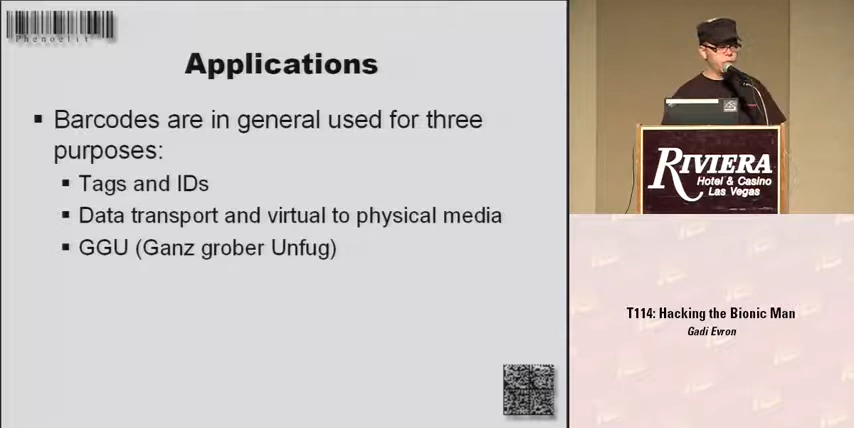 Phenoelit
Applications
Barcodes are in general used for three
purposes:
Tags and IDs
Data transport and virtual to physical media
GGU (Ganz grober Unfug)
RIVIERA
Hotel & Casino
Las Vegas
T114: Hacking the Bionic Man
Gadi Evron